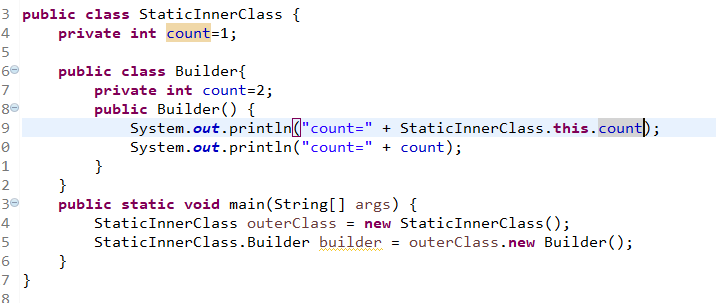 3 public class StaticInnerClass {
4 private int count=1;
5
6 public class Builder{
7 private int count=2;
8 public Builder() {
9 System.out.println("count=" + StaticInnerClass.this.count);
0 System.out.println("count=" + count);
1 }
2 }
3 public static void main(String[] args) {
4 StaticInnerClass outerClass = new StaticInnerClass();
5 StaticInnerClass.Builder builder = outerClass.new Builder();
6 }
7 }
8